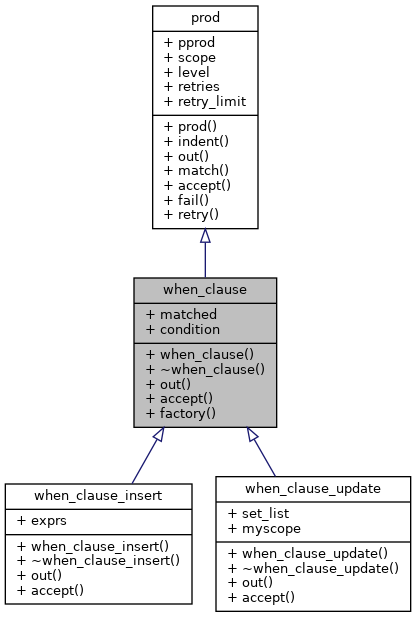 prod
+ pprod
+ scope
+ level
+ retries
+ retry_limit
+ prod()
+ indent()
+ out()
+ match()
+ accept()
+ fail()
+ retry()
when_clause
+ matched
+ condition
+ when_clause()
+ ~when_clause()
+ out()
+ accept()
+ factory()
when_clause_insert
+ exprs
+ when_clause_insert()
+ ~when_clause_insert()
+ out()
+ accept()
when_clause_update
+ set_list
+ myscope
+ when_clause_update()
+ ~when_clause_update()
+ out()
+ accept()